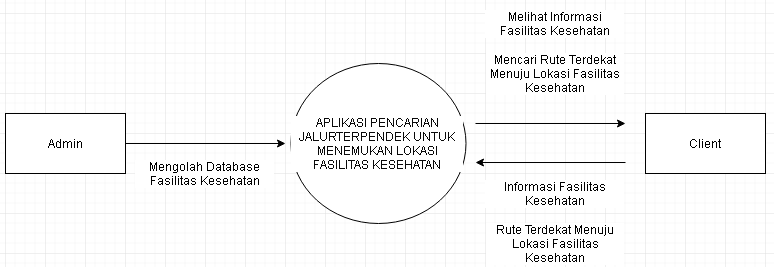 Admin
Mengolah Database
Fasilitas Kesehatan
APLIKASI PENCARIAN
JALURTERPENDEK UNTUK
MENEMUKAN LOKASI
FASILITAS KESEHATAN
Melihat Informasi
Fasilitas Kesehatan
Mencari Rute Terdekat
Menuju Lokasi Fasilitas
Kesehatan
Informasi Fasilitas
Kesehatan
Rute Terdekat Menuju
Lokasi Fasilitas
Kesehatan
Client